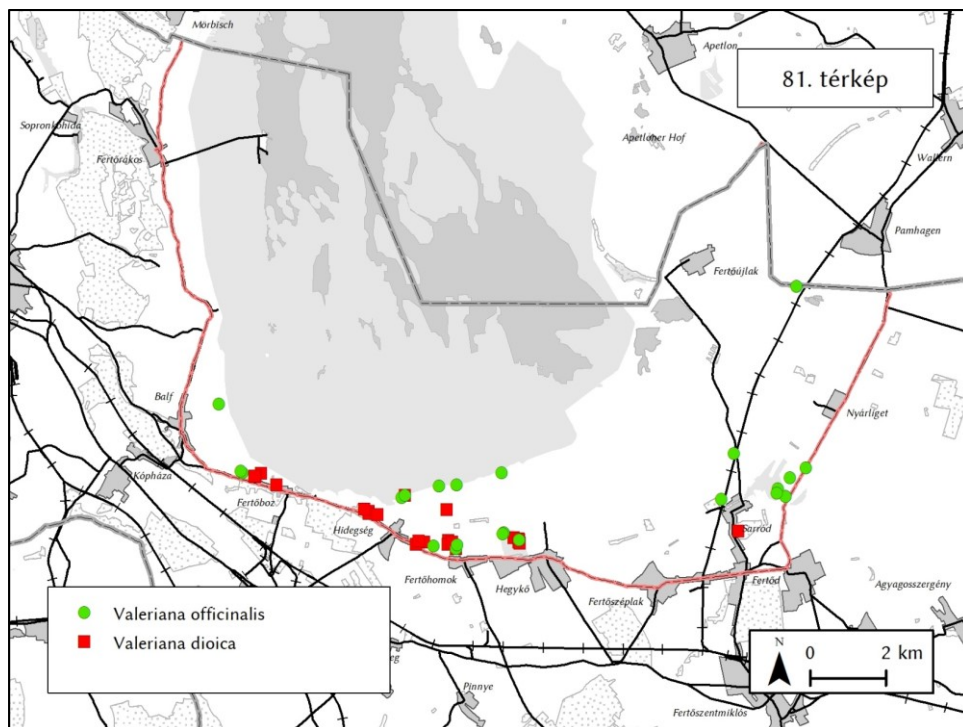 Mörbisch
Apetlon
81. térkép
Sopronkőhida
Fertőrákos
Apetloner Hof
Wallern
Pamhagen
Fertőújlak
Balf
Nyárliget
Kópháza
Fertőboz
Hidegség
Sarród
Fertőhomok
Hegykő
Fertőszéplak
Fertőd
Agyagosszergény
Valeriana officinalis
Valeriana dioica
N
0 2 km
Pinnye
Fertőszentmiklós